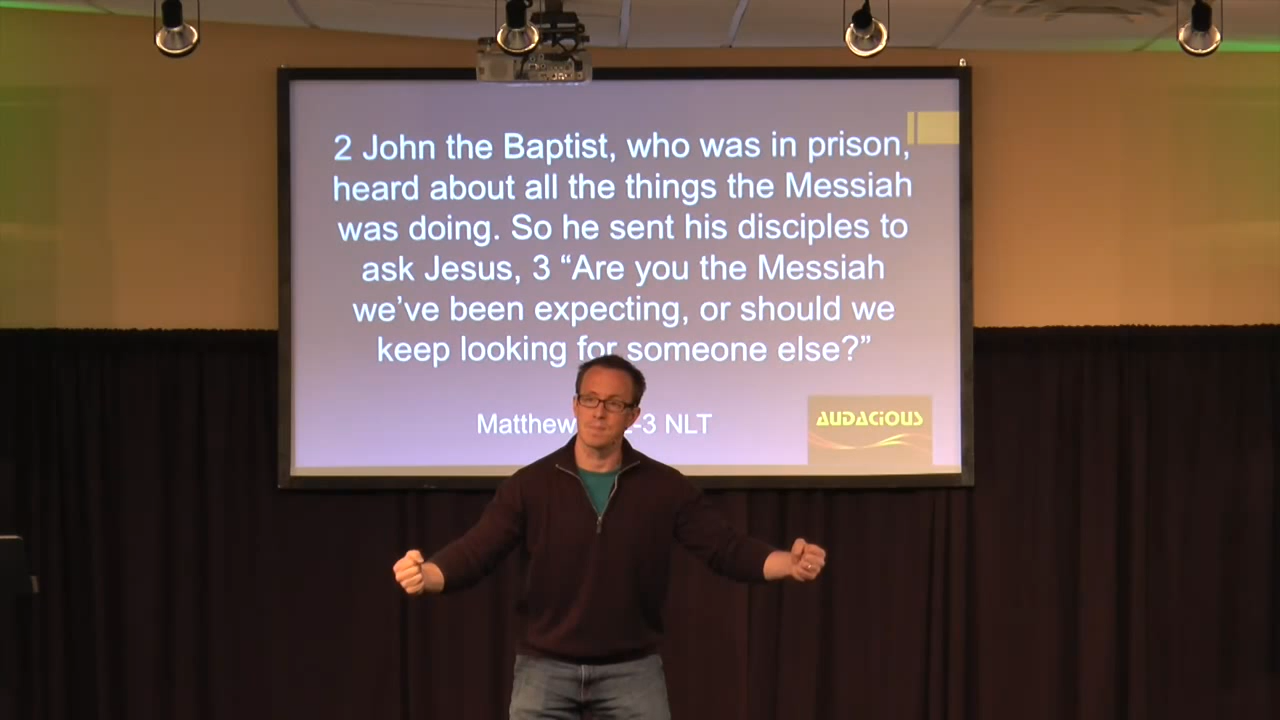 2 John the Baptist, who was in prison,
heard about all the things the Messiah
was doing. So he sent his disciples to
ask Jesus, 3 “Are you the Messiah
we’ve been expecting, or should we
keep looking for someone else?”
Matthew -3 NLT
AUDACiOUS